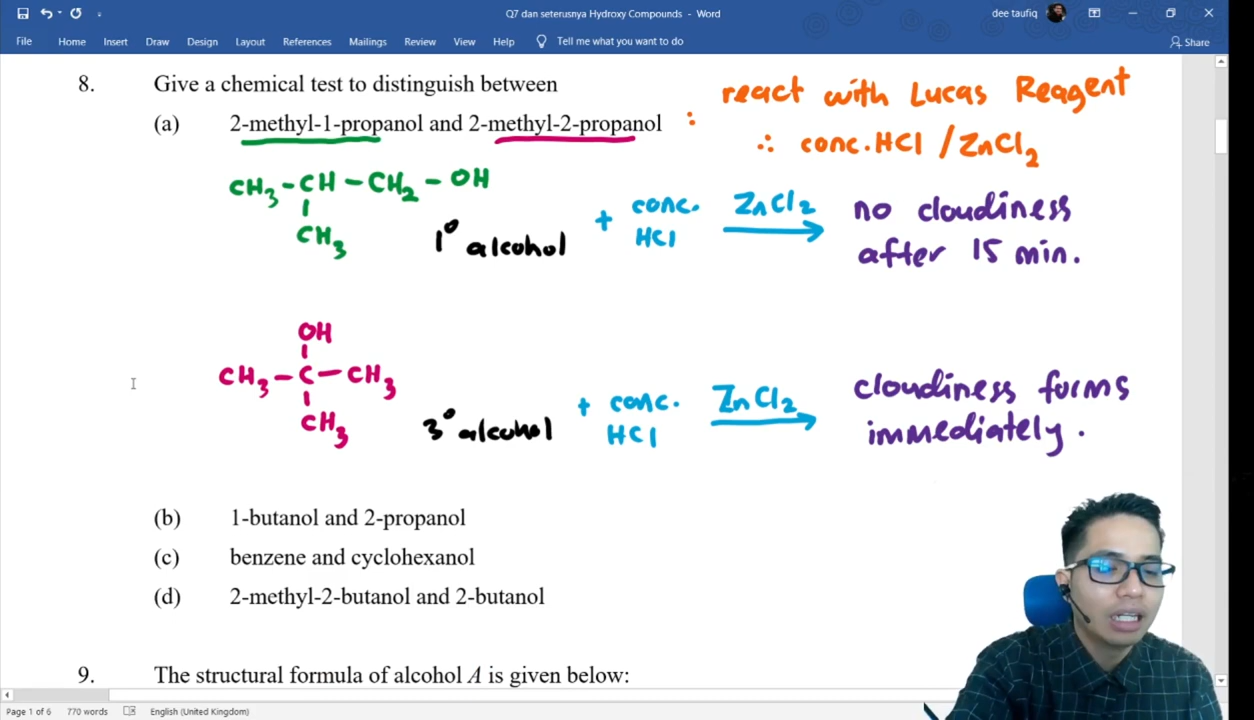 Q7 dan seterusnya Hydroxy Compounds - Word
dee taufiq
File Home Insert Draw Design Layout References Mailings Review View Help Tell me what you want to do
Share
8. Give a chemical test to distinguish between
(a) 2-methyl-1-propanol and 2-methyl-2-propanol
: react with Lucas Reagent
∴ conc. HCl / ZnCl₂
CH₃ - CH - CH₂ - OH
CH₃
1° alcohol
+ conc. HCl
ZnCl₂
no cloudiness
after 15 min.
OH
CH₃ - C - CH₃
CH₃
3° alcohol
+ conc. HCl
ZnCl₂
cloudiness forms
immediately.
(b) 1-butanol and 2-propanol
(c) benzene and cyclohexanol
(d) 2-methyl-2-butanol and 2-butanol
9. The structural formula of alcohol A is given below:
Page 1 of 6 770 words English (United Kingdom)